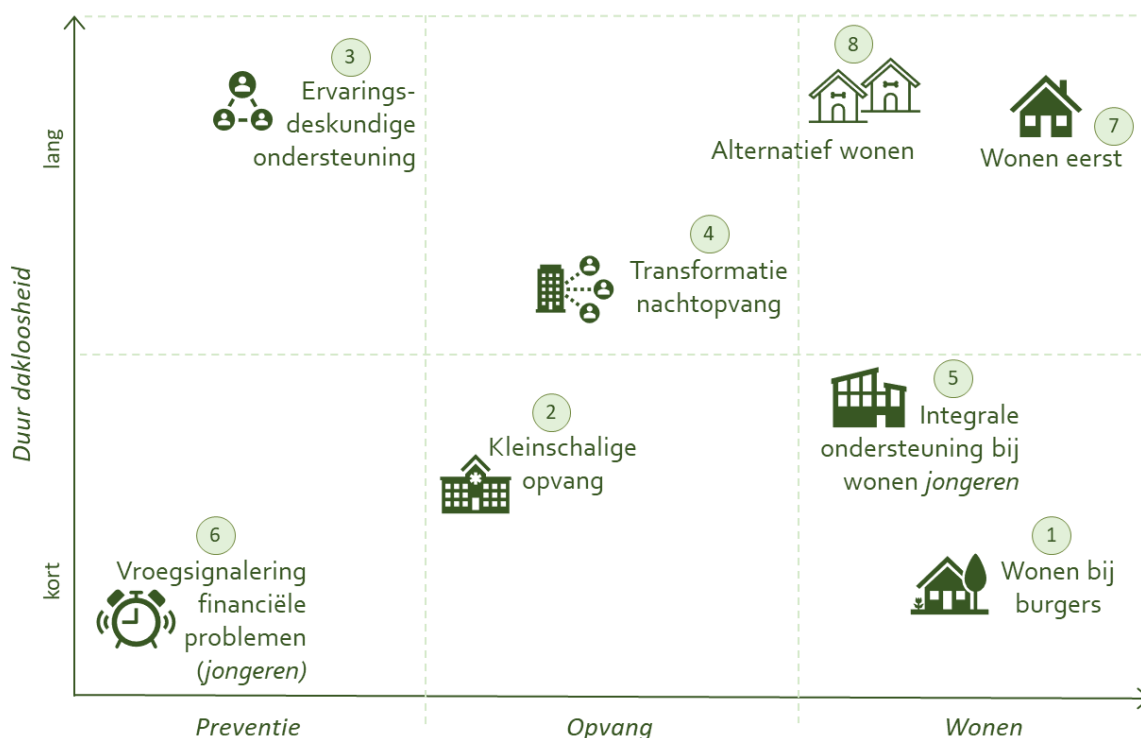 3
Ervarings-
deskundige
ondersteuning
8
Alternatief wonen
7
Wonen eerst
4
Transformatie
nachtopvang
lang
Duur dakloosheid
kort
2
Kleinschalige
opvang
5
Integrale
ondersteuning bij
wonen jongeren
6
Vroegsignalering
financiële
problemen
(jongeren)
1
Wonen bij
burgers
Preventie
Opvang
Wonen